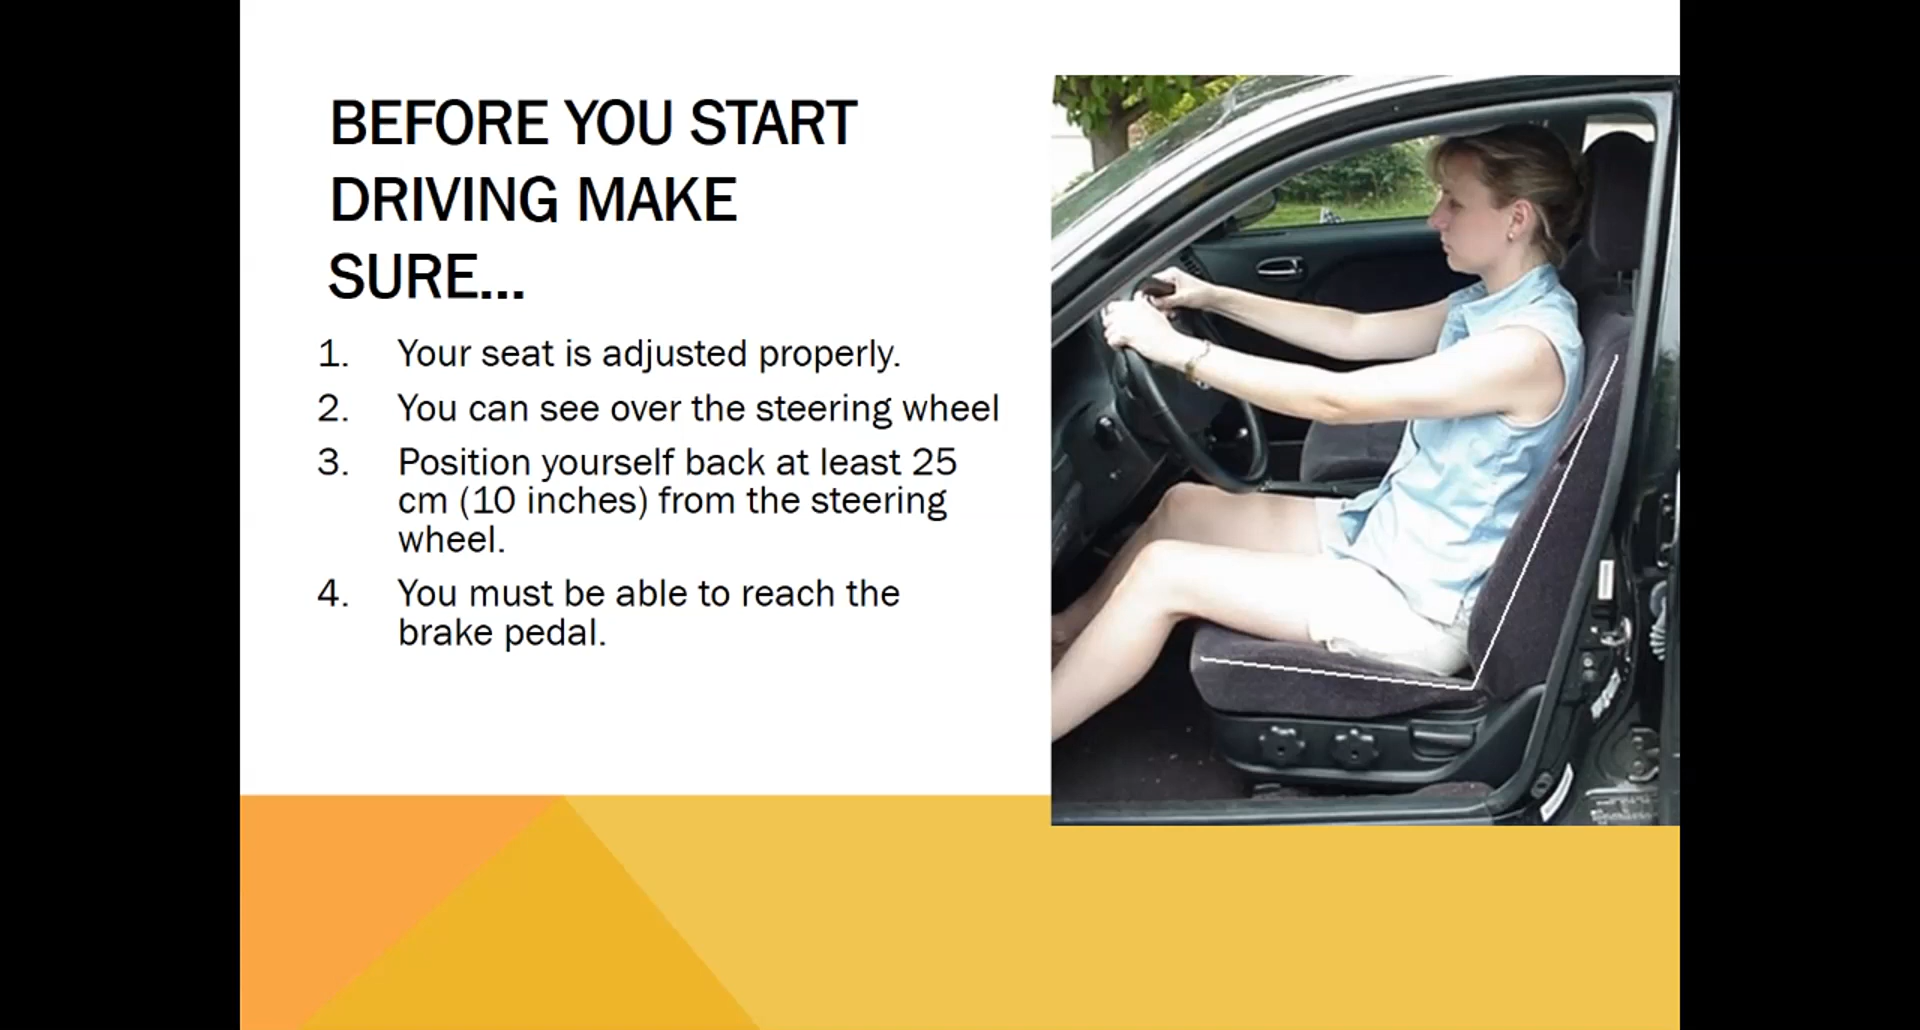 BEFORE YOU START
DRIVING MAKE
SURE...
1. Your seat is adjusted properly.
2. You can see over the steering wheel
3. Position yourself back at least 25
cm (10 inches) from the steering
wheel.
4. You must be able to reach the
brake pedal.